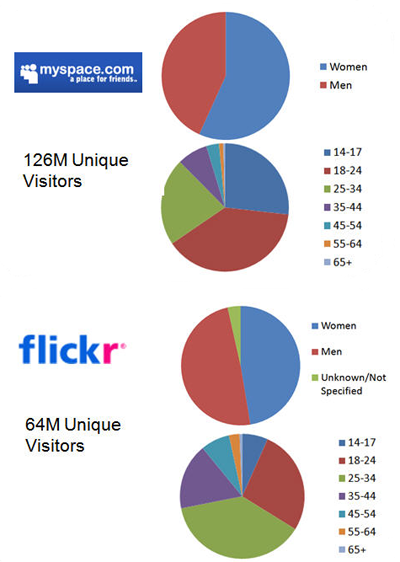 myspace.com
a place for friends™
Women
Men
126M Unique
Visitors
14-17
18-24
25-34
35-44
45-54
55-64
65+
flickr®
Women
Men
Unknown/Not
Specified
64M Unique
Visitors
14-17
18-24
25-34
35-44
45-54
55-64
65+